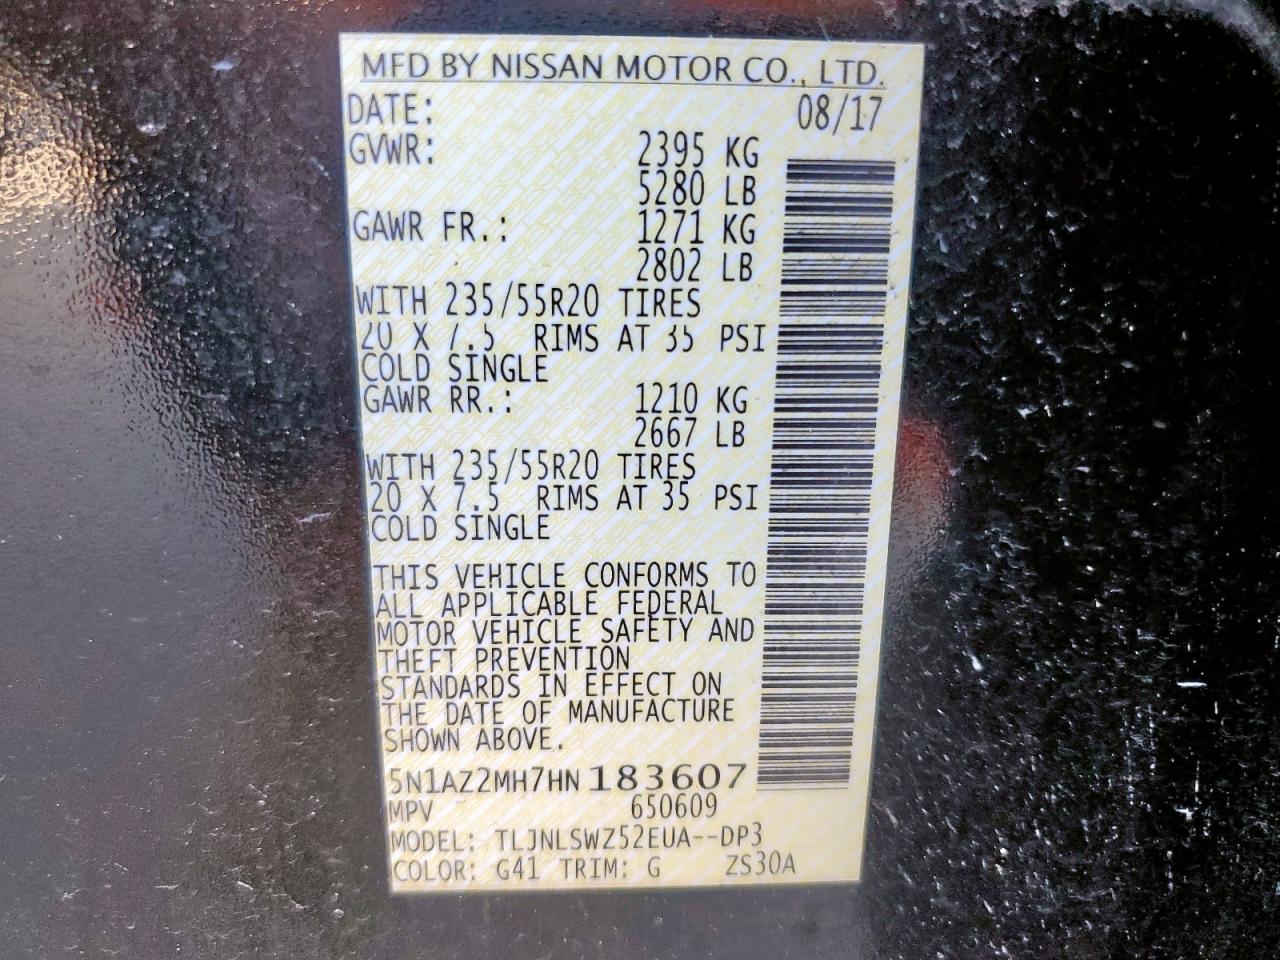 MFD BY NISSAN MOTOR CO., LTD.
DATE: 08/17
GVWR: 2395 KG
5280 LB
GAWR FR.: 1271 KG
2802 LB
WITH 235/55R20 TIRES
20 X 7.5 RIMS AT 35 PSI
COLD SINGLE
GAWR RR.: 1210 KG
2667 LB
WITH 235/55R20 TIRES
20 X 7.5 RIMS AT 35 PSI
COLD SINGLE
THIS VEHICLE CONFORMS TO
ALL APPLICABLE FEDERAL
MOTOR VEHICLE SAFETY AND
THEFT PREVENTION
STANDARDS IN EFFECT ON
THE DATE OF MANUFACTURE
SHOWN ABOVE.
5N1AZ2MH7HN183607
MPV 650609
MODEL: TLJNLSWZ52EUA--DP3
COLOR: G41 TRIM: G ZS30A